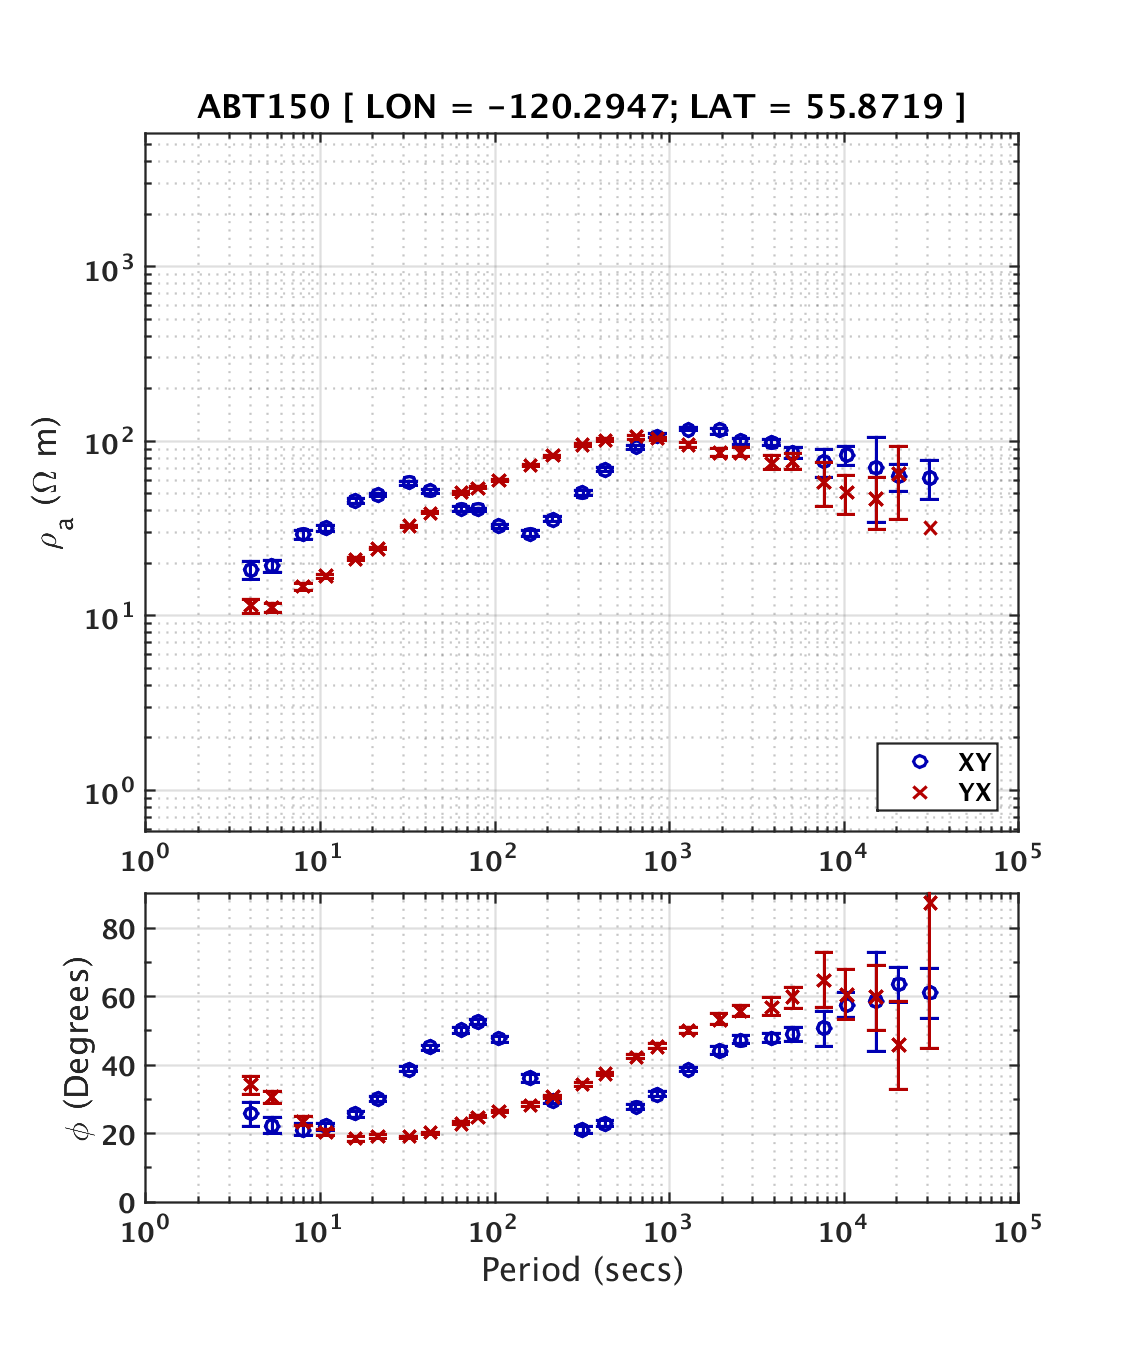 ABT150 [ LON = -120.2947; LAT = 55.8719 ]
10³
10²
10¹
10⁰
ρₐ (Ω m)
XY
YX
10⁰ 10¹ 10² 10³ 10⁴ 10⁵
80
60
40
20
0
ϕ (Degrees)
10⁰ 10¹ 10² 10³ 10⁴ 10⁵
Period (secs)